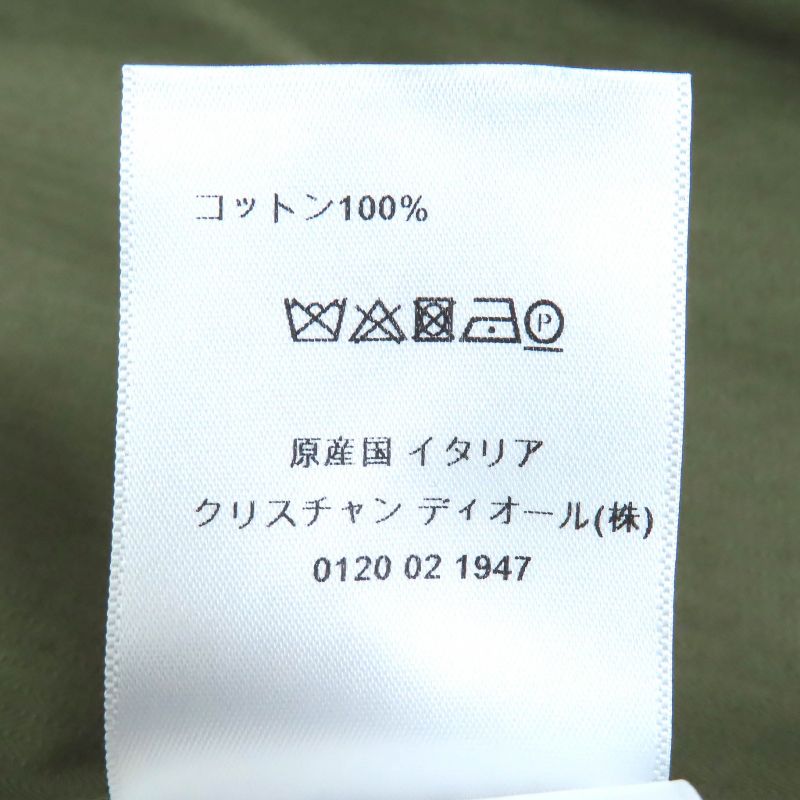 コットン100%
P
原産国 イタリア
クリスチャン ディオール(株)
0120 02 1947